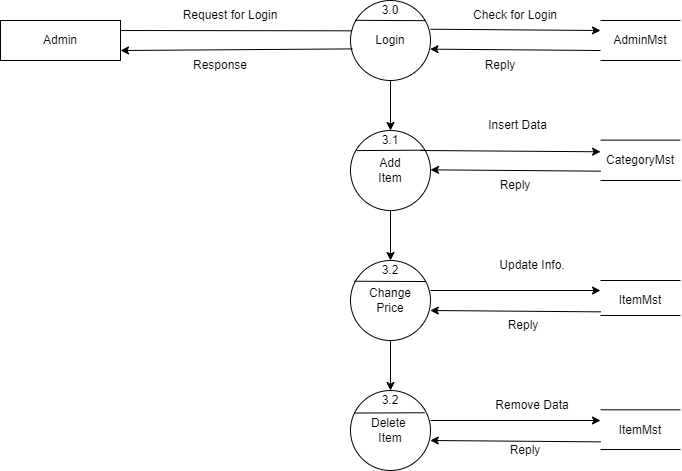 3.0
Request for Login
Check for Login
Admin
Login
AdminMst
Response
Reply
Insert Data
3.1
Add
Item
CategoryMst
Reply
3.2
Update Info.
Change
Price
ItemMst
Reply
3.2
Remove Data
Delete
Item
ItemMst
Reply